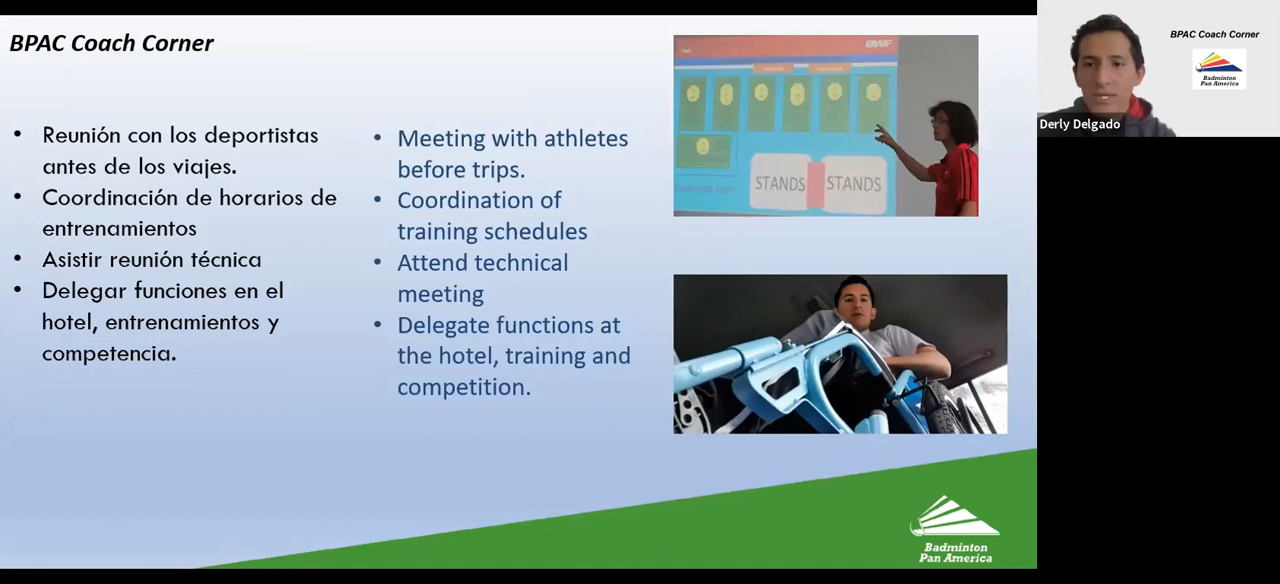 BPAC Coach Corner
• Reunión con los deportistas
antes de los viajes.
• Coordinación de horarios de
entrenamientos
• Asistir reunión técnica
• Delegar funciones en el
hotel, entrenamientos y
competencia.
• Meeting with athletes
before trips.
• Coordination of
training schedules
• Attend technical
meeting
• Delegate functions at
the hotel, training and
competition.
BWF
STANDS
STANDS
Badminton
Pan America
BPAC Coach Corner
Badminton
Pan America
Derly Delgado